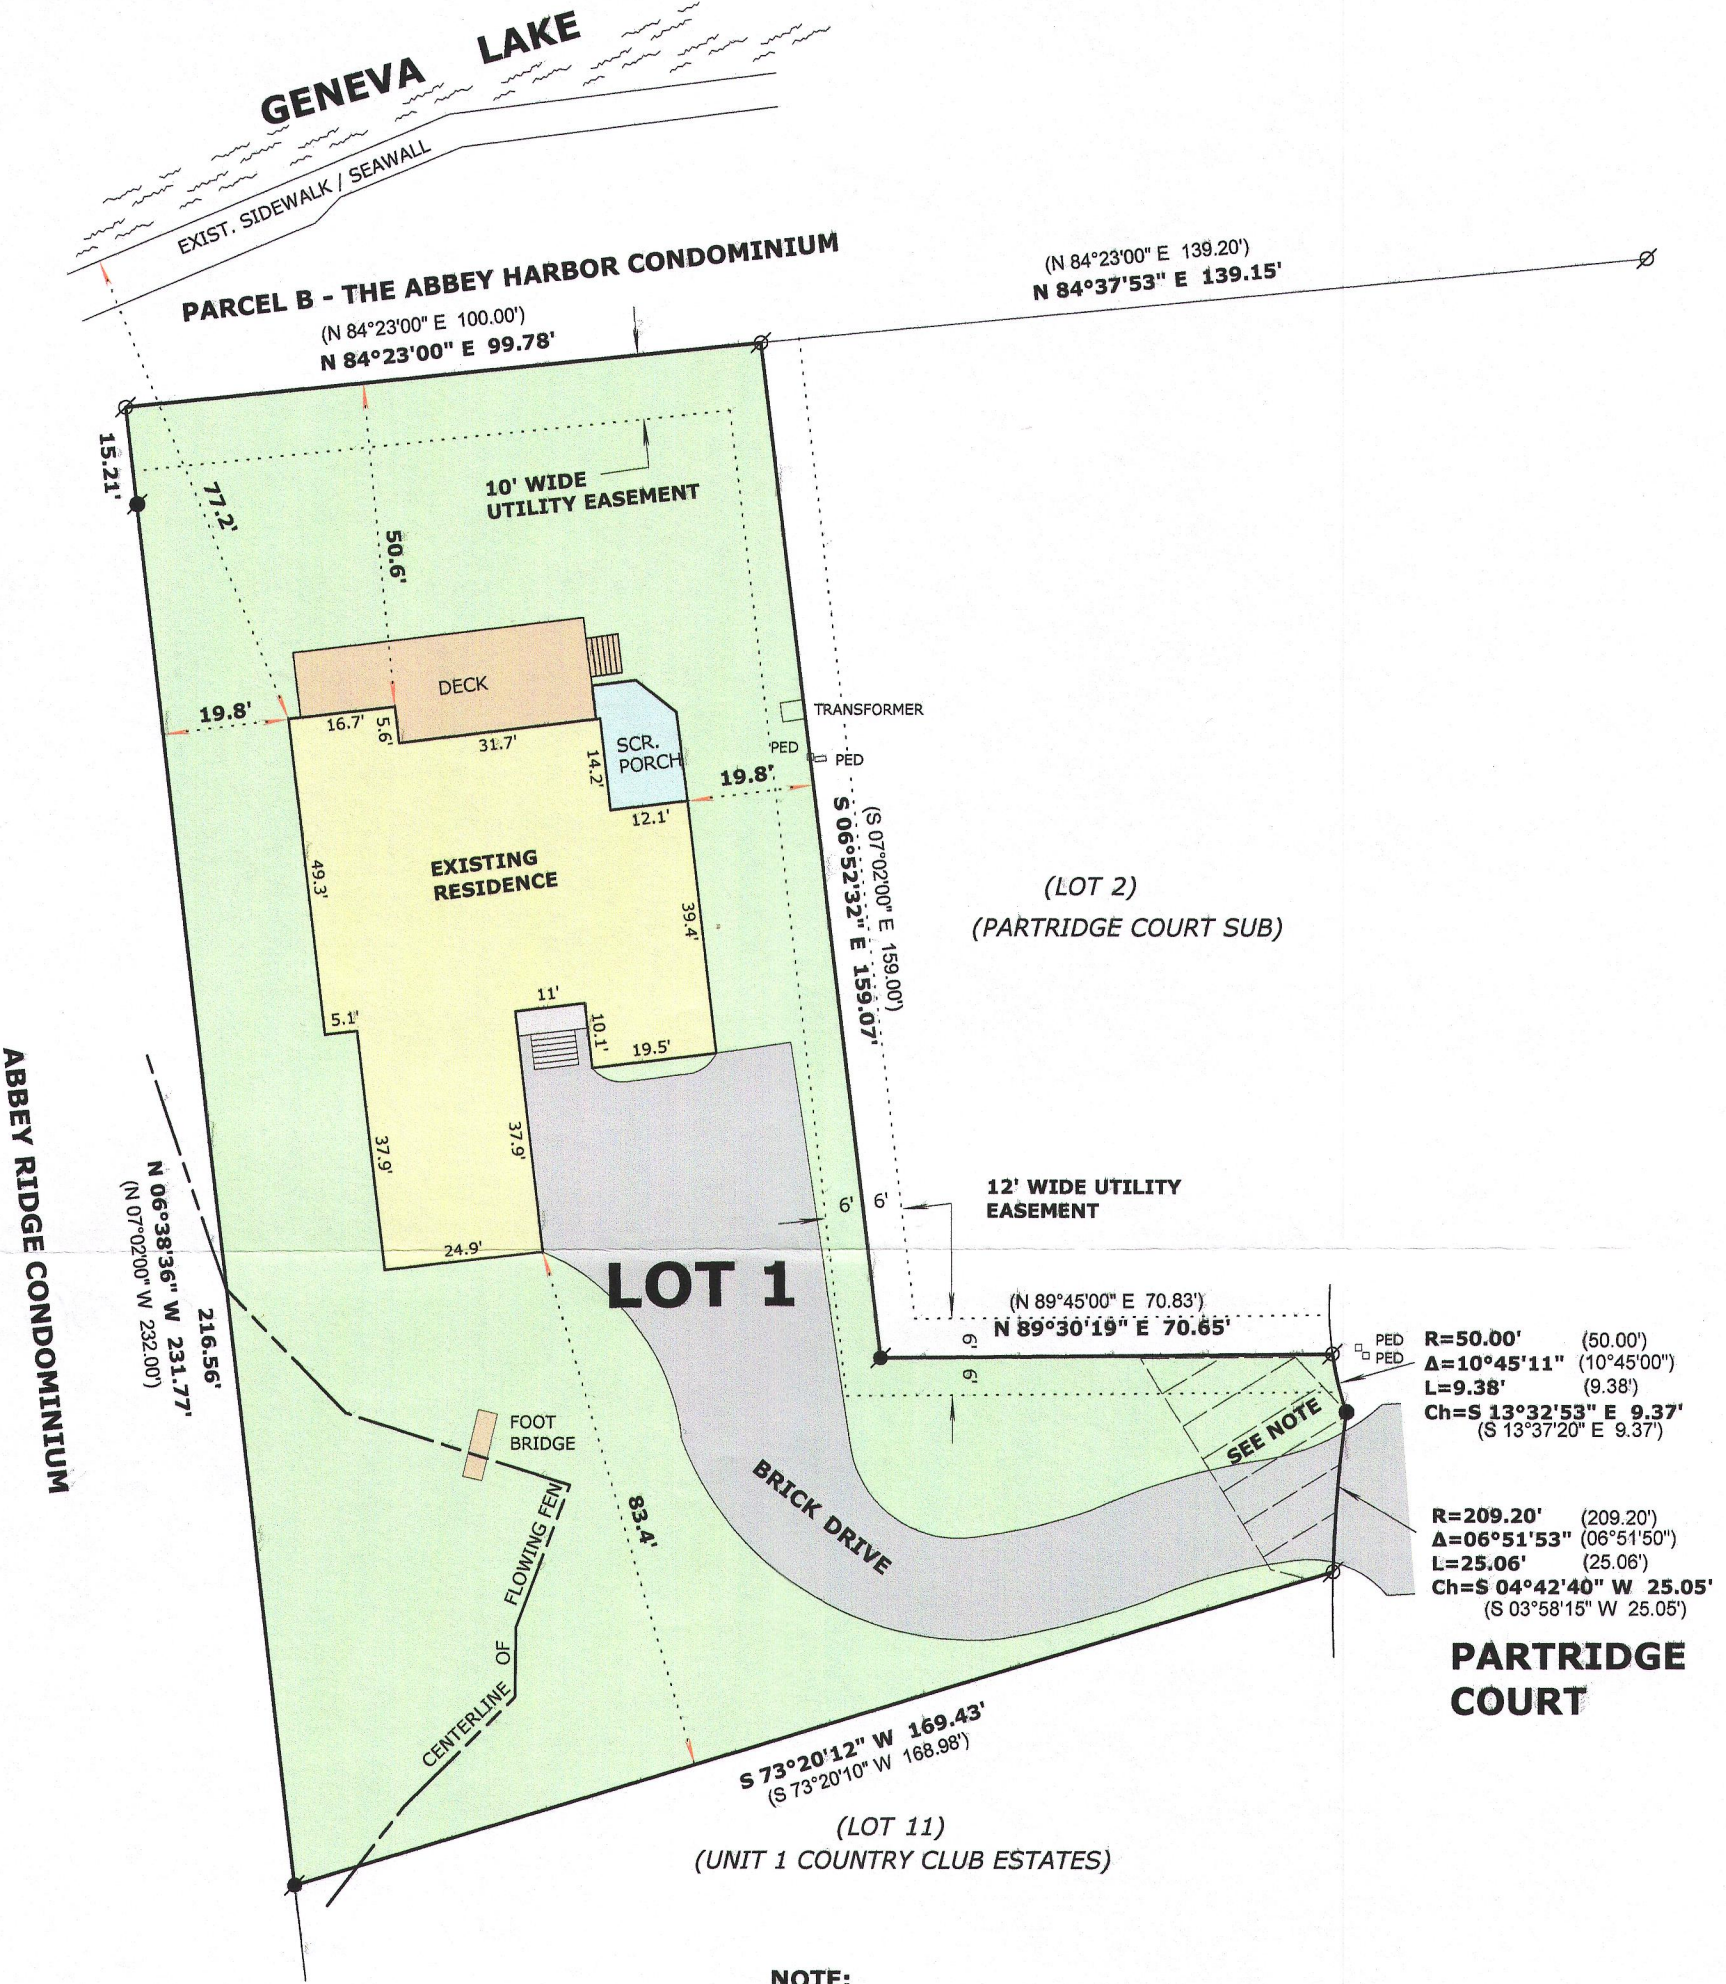 GENEVA LAKE
EXIST. SIDEWALK / SEAWALL
PARCEL B - THE ABBEY HARBOR CONDOMINIUM
(N 84°23'00" E 100.00')
N 84°23'00" E 99.78'
(N 84°23'00" E 139.20')
N 84°37'53" E 139.15'
15.21'
77.2'
50.6'
10' WIDE
UTILITY EASEMENT
DECK
19.8'
16.7'
5.6'
31.7'
14.2'
SCR.
PORCH
12.1'
19.8'
TRANSFORMER
PED
PED
S 06°52'32" E 159.07'
(S 07°02'00" E 159.00')
(LOT 2)
(PARTRIDGE COURT SUB)
EXISTING
RESIDENCE
49.3'
39.4'
5.1'
11'
10.1'
19.5'
37.9'
37.9'
24.9'
6'
6'
12' WIDE UTILITY
EASEMENT
LOT 1
(N 89°45'00" E 70.83')
N 89°30'19" E 70.65'
6'
6'
PED
PED
R=50.00' (50.00')
Δ=10°45'11" (10°45'00")
L=9.38' (9.38')
Ch=S 13°32'53" E 9.37'
(S 13°37'20" E 9.37')
SEE NOTE
R=209.20' (209.20')
Δ=06°51'53" (06°51'50")
L=25.06' (25.06')
Ch=S 04°42'40" W 25.05'
(S 03°58'15" W 25.05')
PARTRIDGE
COURT
ABBEY RIDGE CONDOMINIUM
216.56'
N 06°38'36" W 231.77'
(N 07°02'00" W 232.00')
FOOT
BRIDGE
BRICK DRIVE
83.4'
CENTERLINE OF FLOWING FEN
S 73°20'12" W 169.43'
(S 73°20'10" W 168.98')
(LOT 11)
(UNIT 1 COUNTRY CLUB ESTATES)
NOTE: